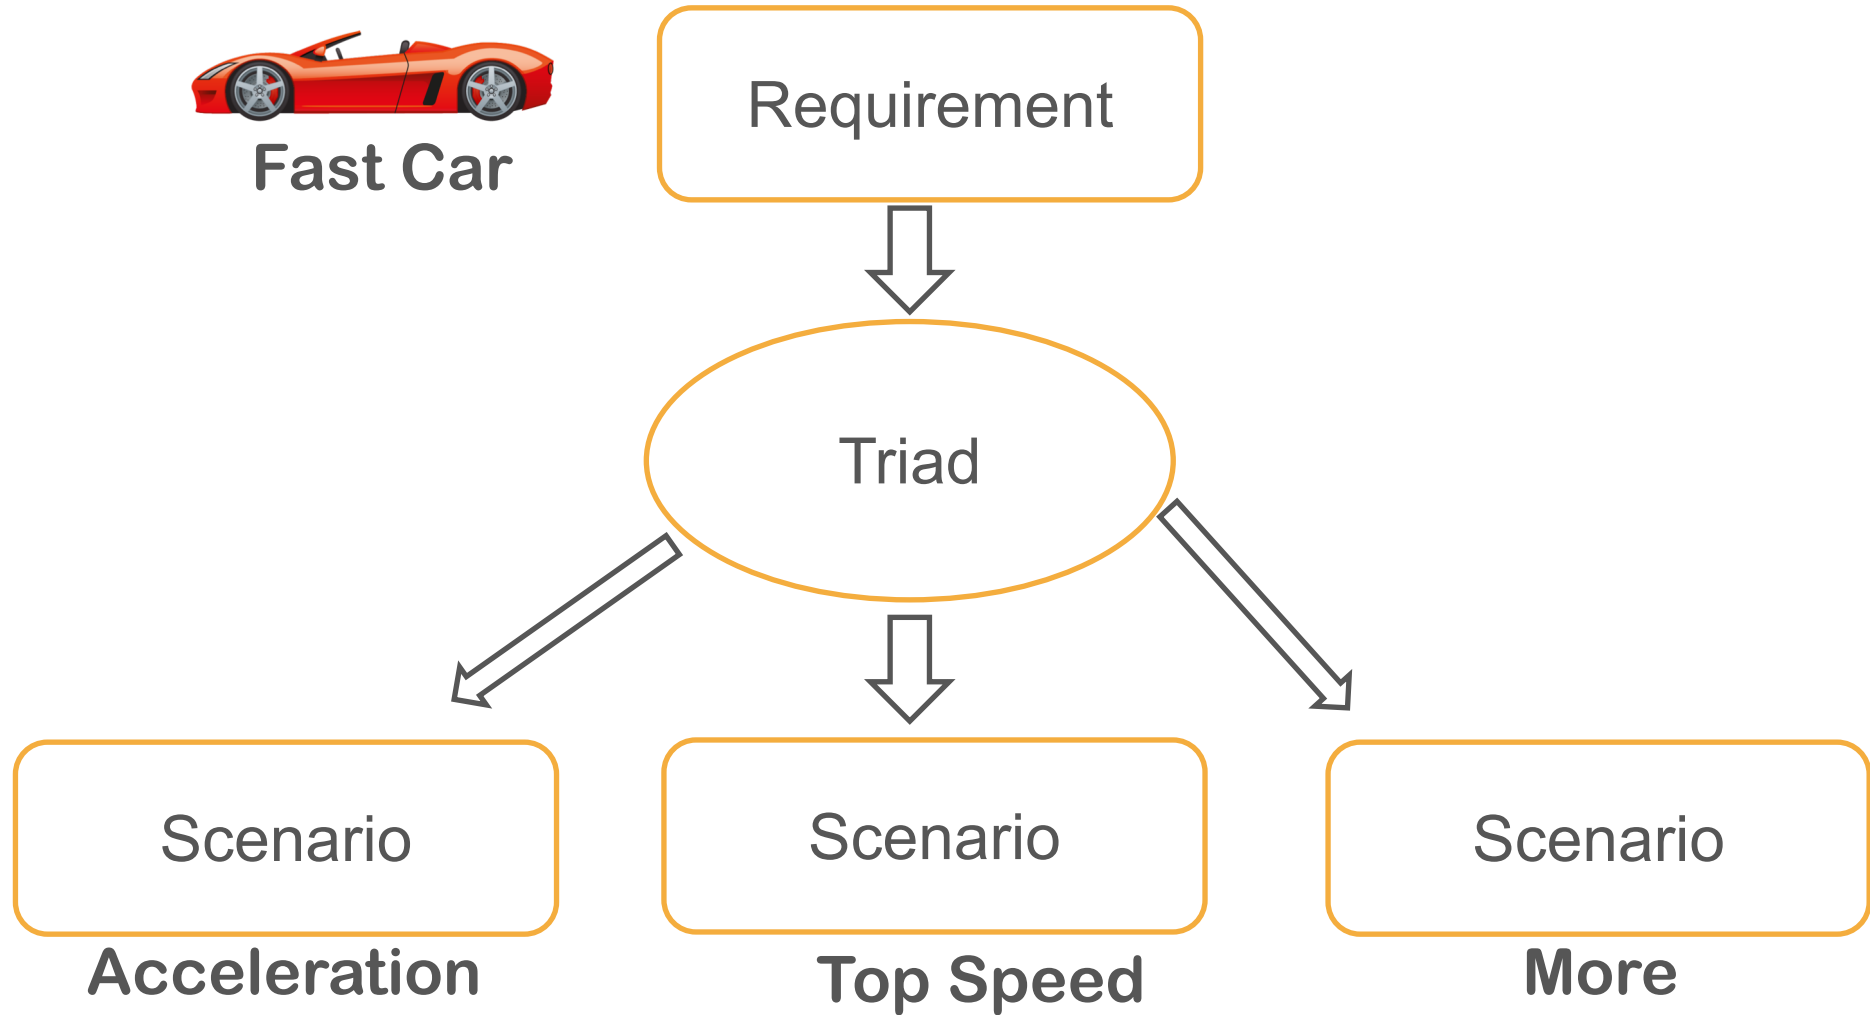 Requirement
Fast Car
Triad
Scenario
Scenario
Scenario
Acceleration
Top Speed
More